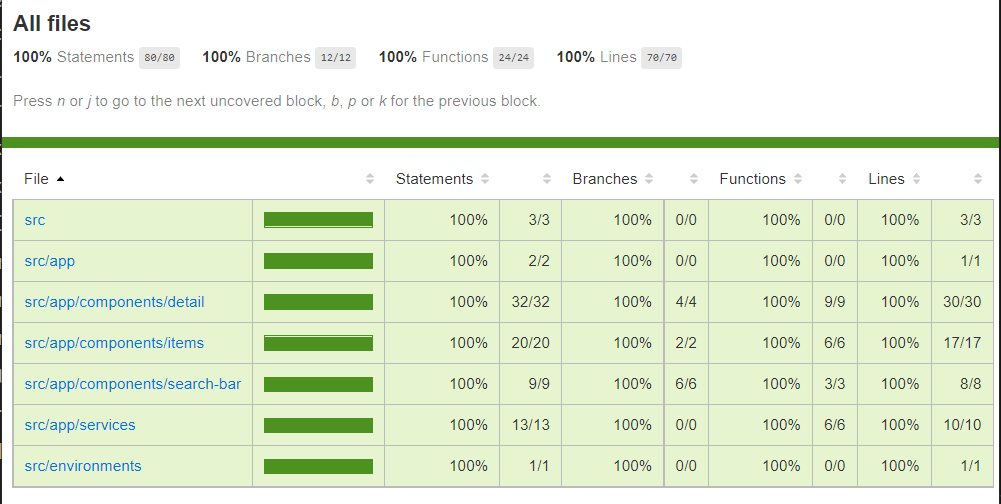 All files
100% Statements 80/80 100% Branches 12/12 100% Functions 24/24 100% Lines 70/70
Press n or j to go to the next uncovered block, b, p or k for the previous block.
File Statements Branches Functions Lines
src 100% 3/3 100% 0/0 100% 0/0 100% 3/3
src/app 100% 2/2 100% 0/0 100% 0/0 100% 1/1
src/app/components/detail 100% 32/32 100% 4/4 100% 9/9 100% 30/30
src/app/components/items 100% 20/20 100% 2/2 100% 6/6 100% 17/17
src/app/components/search-bar 100% 9/9 100% 6/6 100% 3/3 100% 8/8
src/app/services 100% 13/13 100% 0/0 100% 6/6 100% 10/10
src/environments 100% 1/1 100% 0/0 100% 0/0 100% 1/1